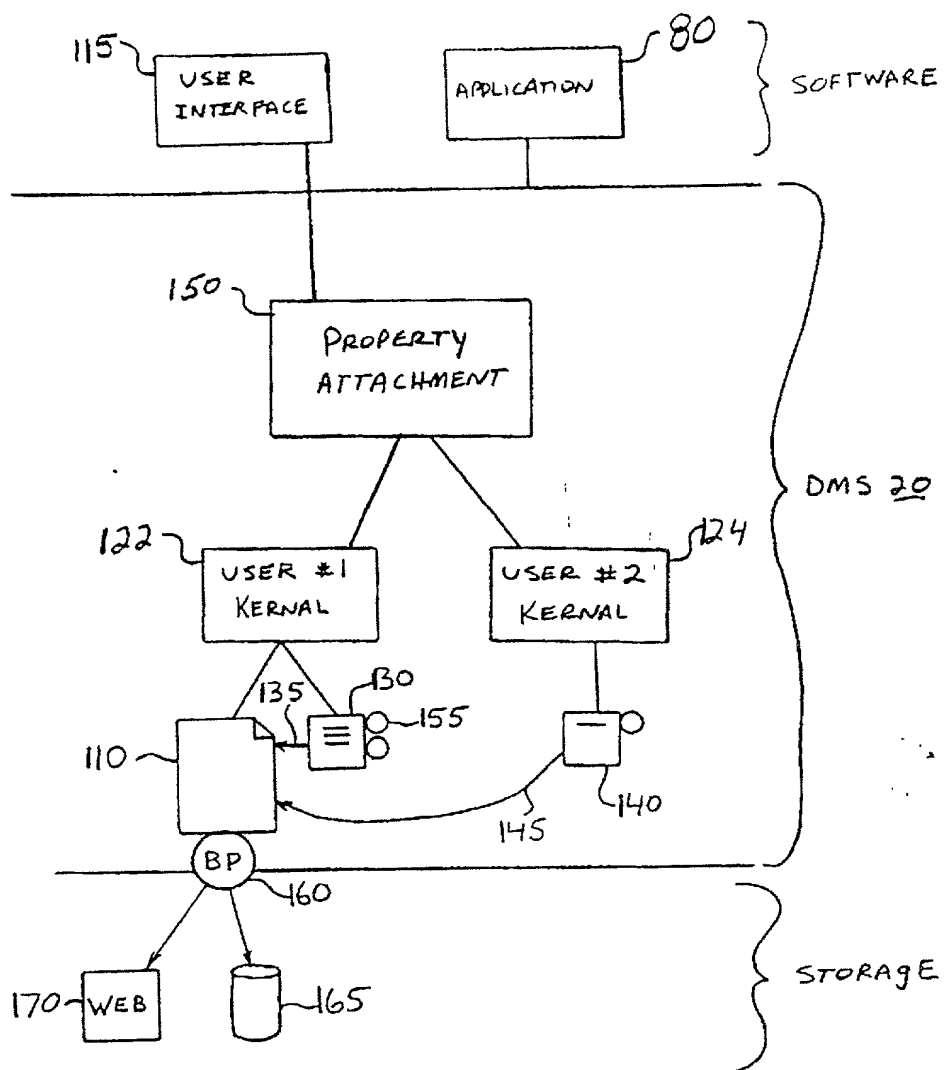 115
USER
INTERFACE
80
APPLICATION
SOFTWARE
150
PROPERTY
ATTACHMENT
DMS 20
122
USER #1
KERNAL
124
USER #2
KERNAL
135
130
155
110
140
145
BP
160
170
WEB
165
STORAGE